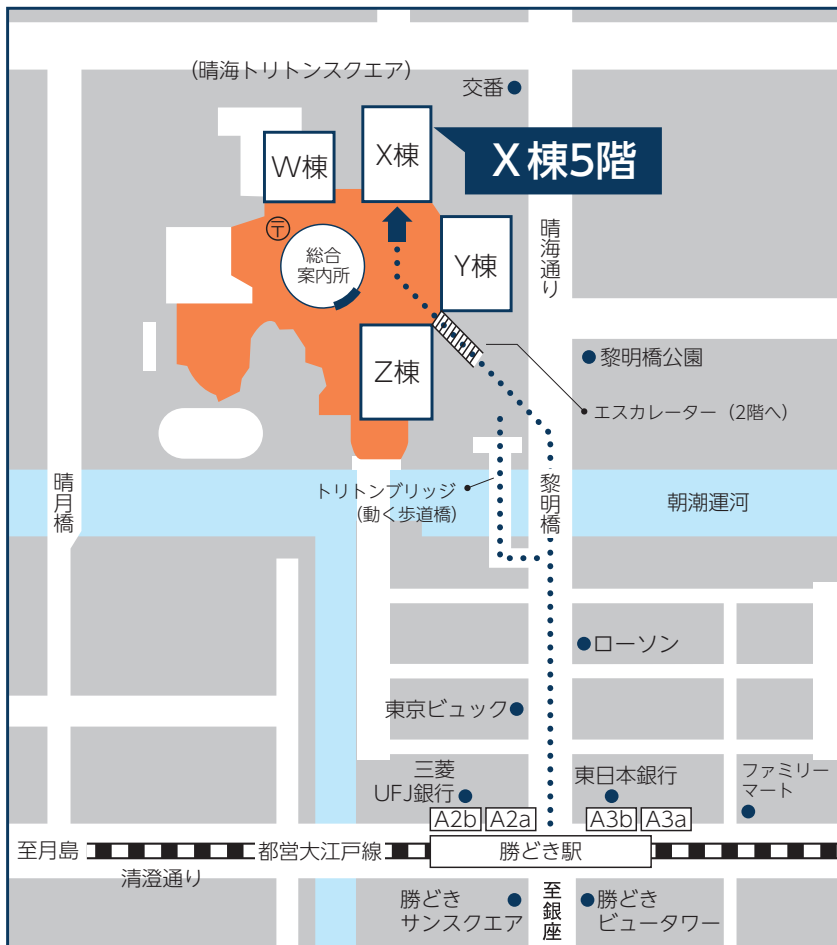 (晴海トリトンスクエア)
交番
X棟
W棟
X棟5階
〒
総合
案内所
Y棟
晴海通り
Z棟
黎明橋公園
エスカレーター（2階へ）
晴月橋
トリトンブリッジ
(動く歩道橋)
黎明橋
朝潮運河
ローソン
東京ビュック
三菱
UFJ銀行
東日本銀行
ファミリー
マート
A2b
A2a
A3b
A3a
至月島
都営大江戸線
勝どき駅
清澄通り
勝どき
サンスクエア
至銀座
勝どき
ビュータワー